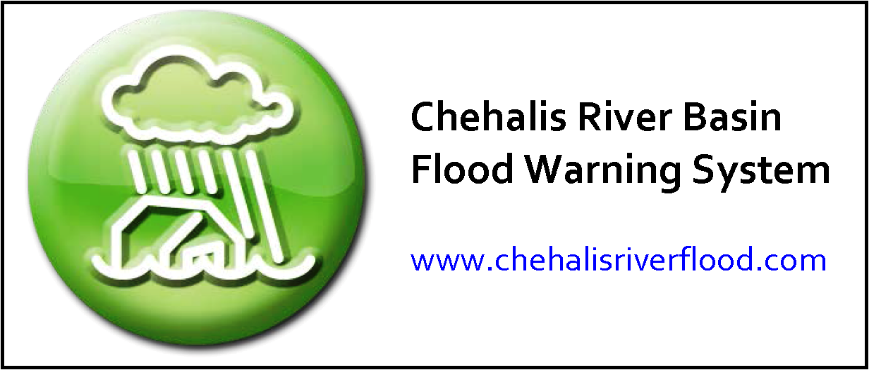 Chehalis River Basin
Flood Warning System
www.chehalisriverflood.com